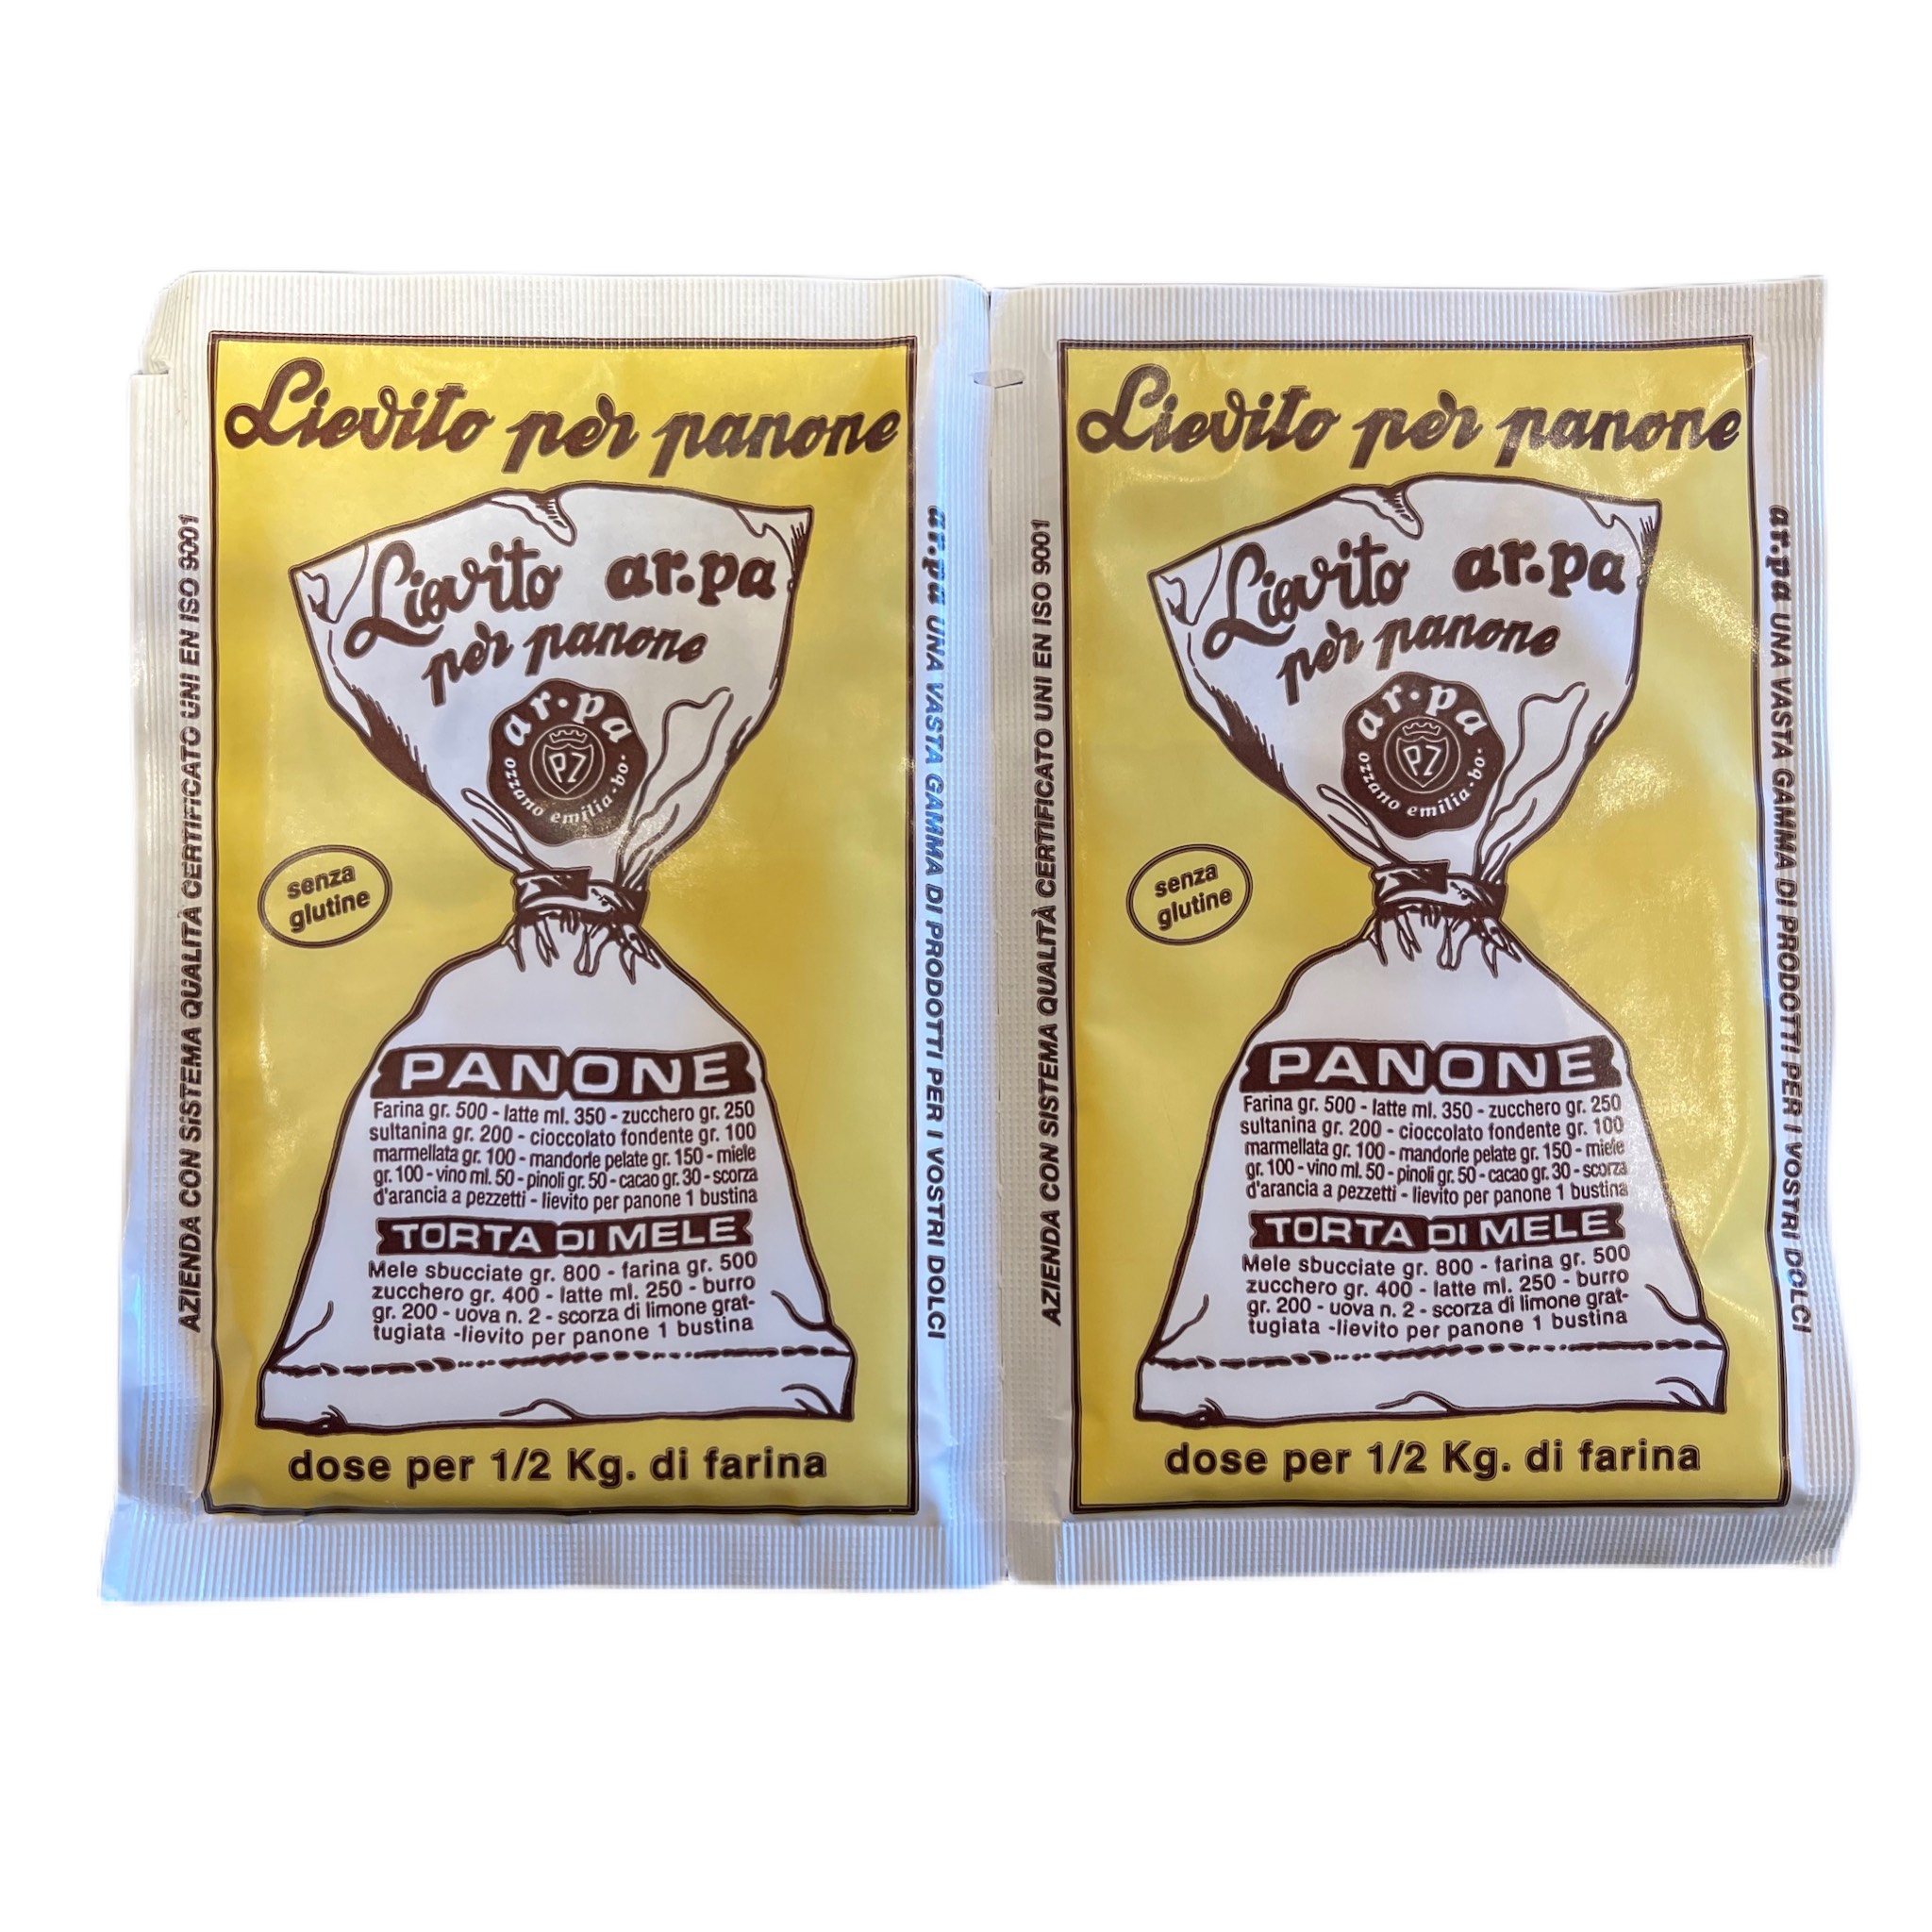 Lievito per panone
Lievito ar.pa
per panone
ar.pa
PZ
ozzano emilia.bo.
senza
glutine
PANONE
Farina gr. 500 - latte ml. 350 - zucchero gr. 250
sultanina gr. 200 - cioccolato fondente gr. 100
marmellata gr. 100 - mandorle pelate gr. 150 - miele
gr. 100 - vino ml. 50 - pinoli gr. 50 - cacao gr. 30 - scorza
d'arancia a pezzetti - lievito per panone 1 bustina
TORTA DI MELE
Mele sbucciate gr. 800 - farina gr. 500
zucchero gr. 400 - latte ml. 250 - burro
gr. 200 - uova n. 2 - scorza di limone grat-
tugiata -lievito per panone 1 bustina
dose per 1/2 Kg. di farina
AZIENDA CON SISTEMA QUALITÀ CERTIFICATO UNI EN ISO 9001
ar.pa UNA VASTA GAMMA DI PRODOTTI PER I VOSTRI DOLCI
Lievito per panone
Lievito ar.pa
per panone
ar.pa
PZ
ozzano emilia.bo.
senza
glutine
PANONE
Farina gr. 500 - latte ml. 350 - zucchero gr. 250
sultanina gr. 200 - cioccolato fondente gr. 100
marmellata gr. 100 - mandorle pelate gr. 150 - miele
gr. 100 - vino ml. 50 - pinoli gr. 50 - cacao gr. 30 - scorza
d'arancia a pezzetti - lievito per panone 1 bustina
TORTA DI MELE
Mele sbucciate gr. 800 - farina gr. 500
zucchero gr. 400 - latte ml. 250 - burro
gr. 200 - uova n. 2 - scorza di limone grat-
tugiata -lievito per panone 1 bustina
dose per 1/2 Kg. di farina
AZIENDA CON SISTEMA QUALITÀ CERTIFICATO UNI EN ISO 9001
ar.pa UNA VASTA GAMMA DI PRODOTTI PER I VOSTRI DOLCI